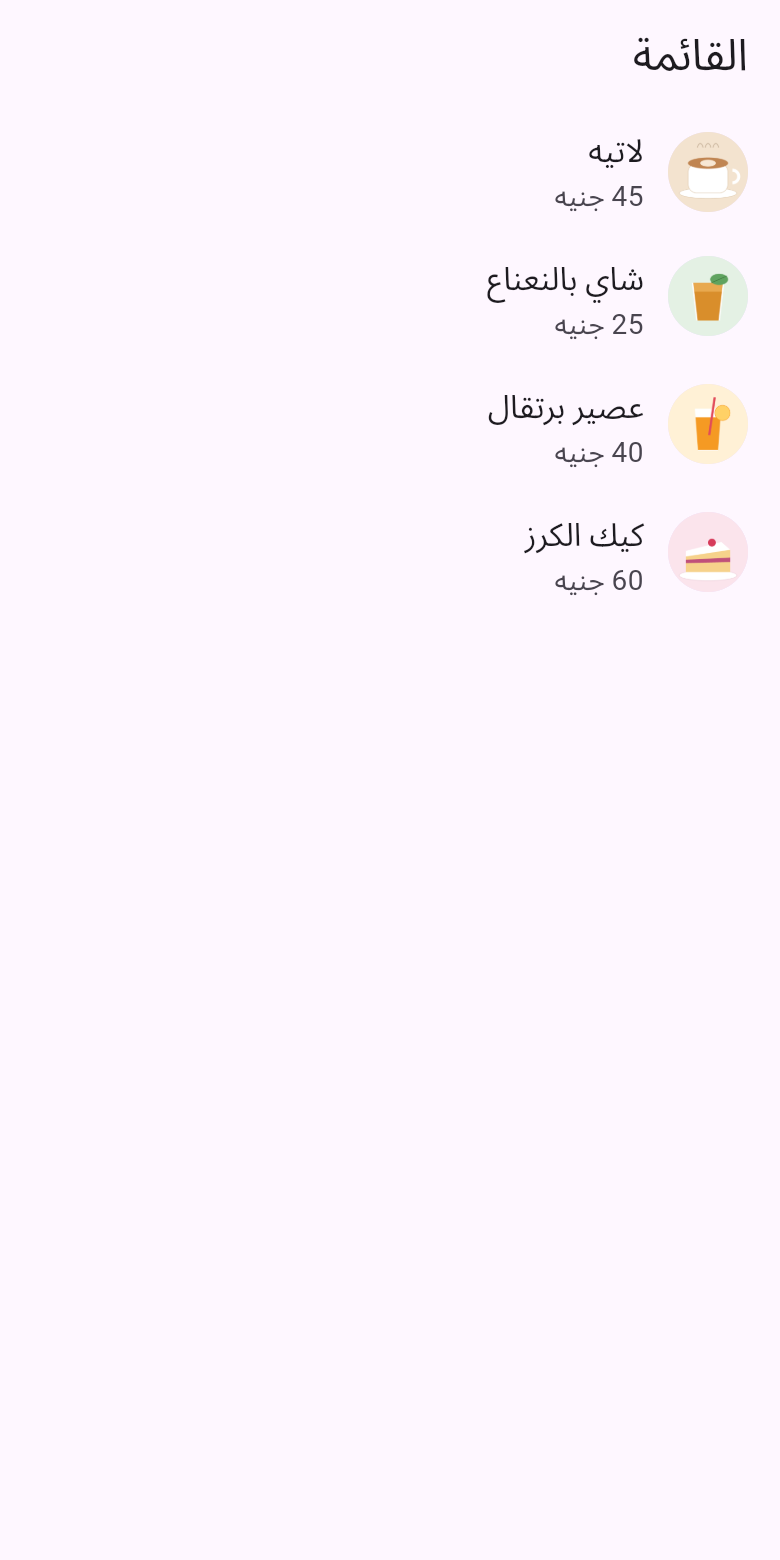 القائمة
لاتيه
45 جنيه
شاي بالنعناع
25 جنيه
عصير برتقال
40 جنيه
كيك الكرز
60 جنيه